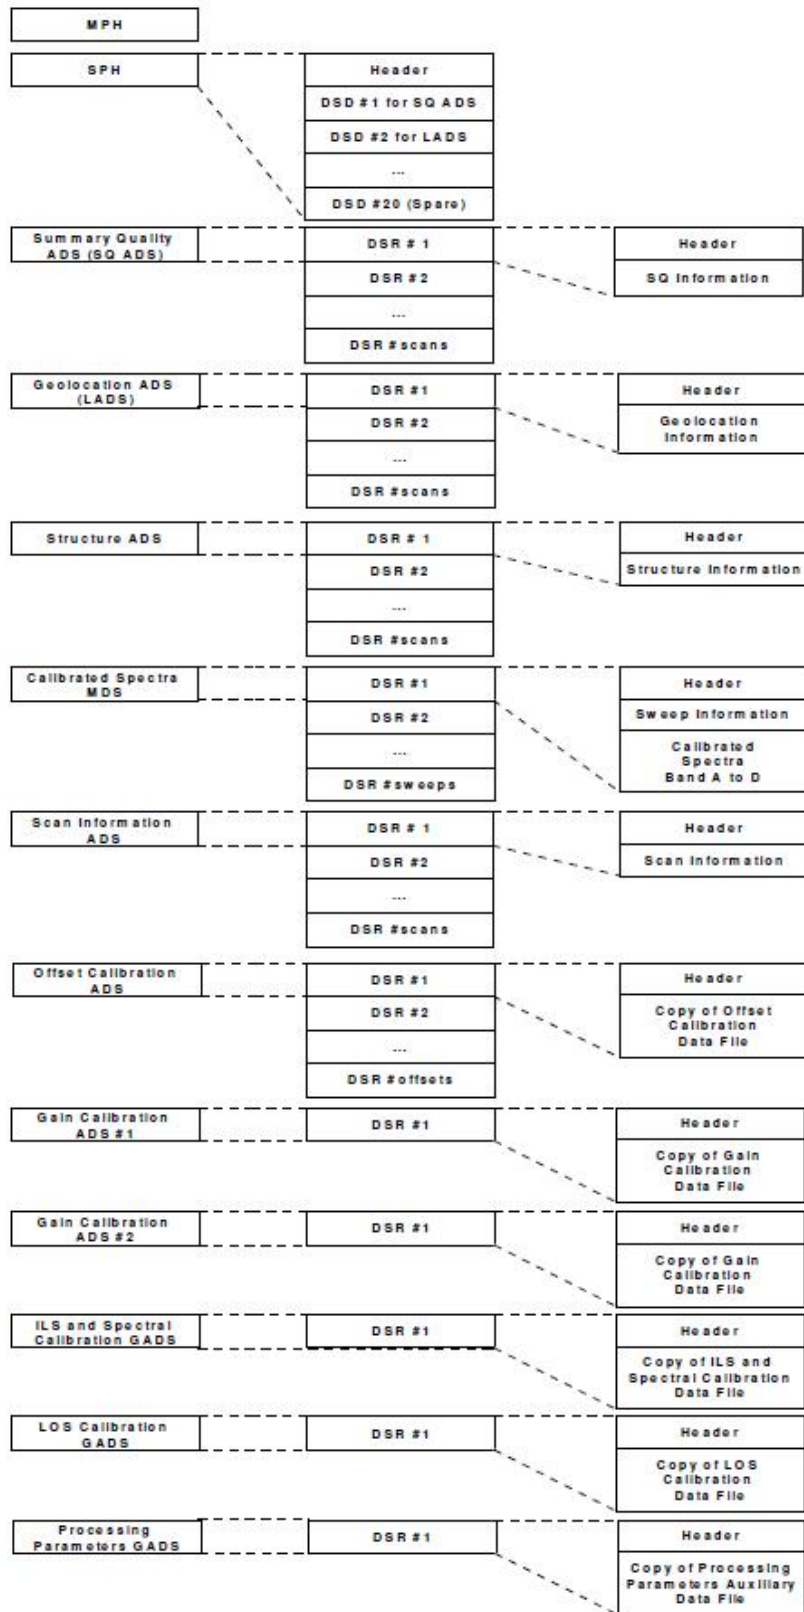 MPH
SPH
Header
DSD #1 for SQ ADS
DSD #2 for LADS
...
DSD #20 (Spare)
Summary Quality
ADS (SQ ADS)
DSR # 1
DSR #2
...
DSR #scans
Header
SQ Information
Geolocation ADS
(LADS)
DSR #1
DSR #2
...
DSR #scans
Header
Geolocation
Information
Structure ADS
DSR # 1
DSR #2
...
DSR #scans
Header
Structure Information
Calibrated Spectra
MDS
DSR #1
DSR #2
...
DSR #sweeps
Header
Sweep Information
Calibrated
Spectra
Band A to D
Scan Information
ADS
DSR # 1
DSR #2
...
DSR #scans
Header
Scan Information
Offset Calibration
ADS
DSR #1
DSR #2
...
DSR #offsets
Header
Copy of Offset
Calibration
Data File
Gain Calibration
ADS #1
DSR #1
Header
Copy of Gain
Calibration
Data File
Gain Calibration
ADS #2
DSR #1
Header
Copy of Gain
Calibration
Data File
ILS and Spectral
Calibration GADS
DSR #1
Header
Copy of ILS and
Spectral Calibration
Data File
LOS Calibration
GADS
DSR #1
Header
Copy of LOS
Calibration
Data File
Processing
Parameters GADS
DSR #1
Header
Copy of Processing
Parameters Auxiliary
Data File